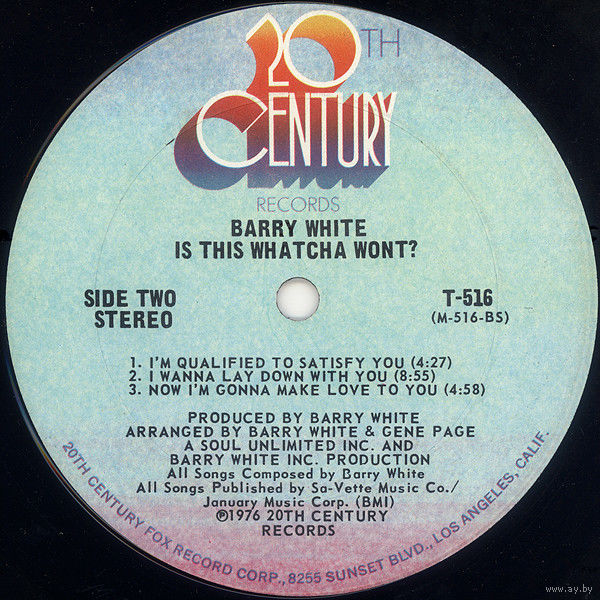 20TH
CENTURY
RECORDS
BARRY WHITE
IS THIS WHATCHA WONT?
SIDE TWO
STEREO
T-516
(M-516-BS)
1. I'M QUALIFIED TO SATISFY YOU (4:27)
2. I WANNA LAY DOWN WITH YOU (8:55)
3. NOW I'M GONNA MAKE LOVE TO YOU (4:58)
PRODUCED BY BARRY WHITE
ARRANGED BY BARRY WHITE & GENE PAGE
A SOUL UNLIMITED INC. AND
BARRY WHITE INC. PRODUCTION
All Songs Composed by Barry White
All Songs Published by Sa-Vette Music Co./
January Music Corp. (BMI)
℗1976 20TH CENTURY
RECORDS
20TH CENTURY FOX RECORD CORP., 8255 SUNSET BLVD., LOS ANGELES, CALIF.
www.ay.by